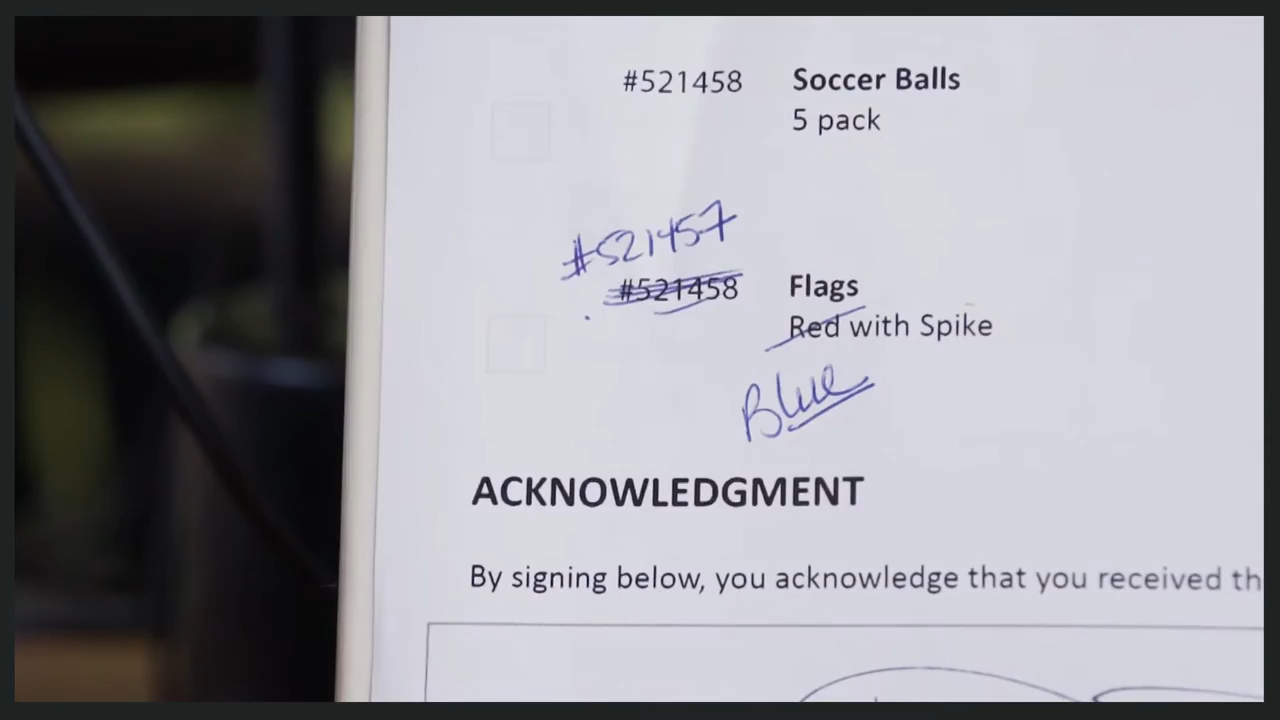 #521458 Soccer Balls
5 pack
#521457
#521458 Flags
Red with Spike
Blue
ACKNOWLEDGMENT
By signing below, you acknowledge that you received th